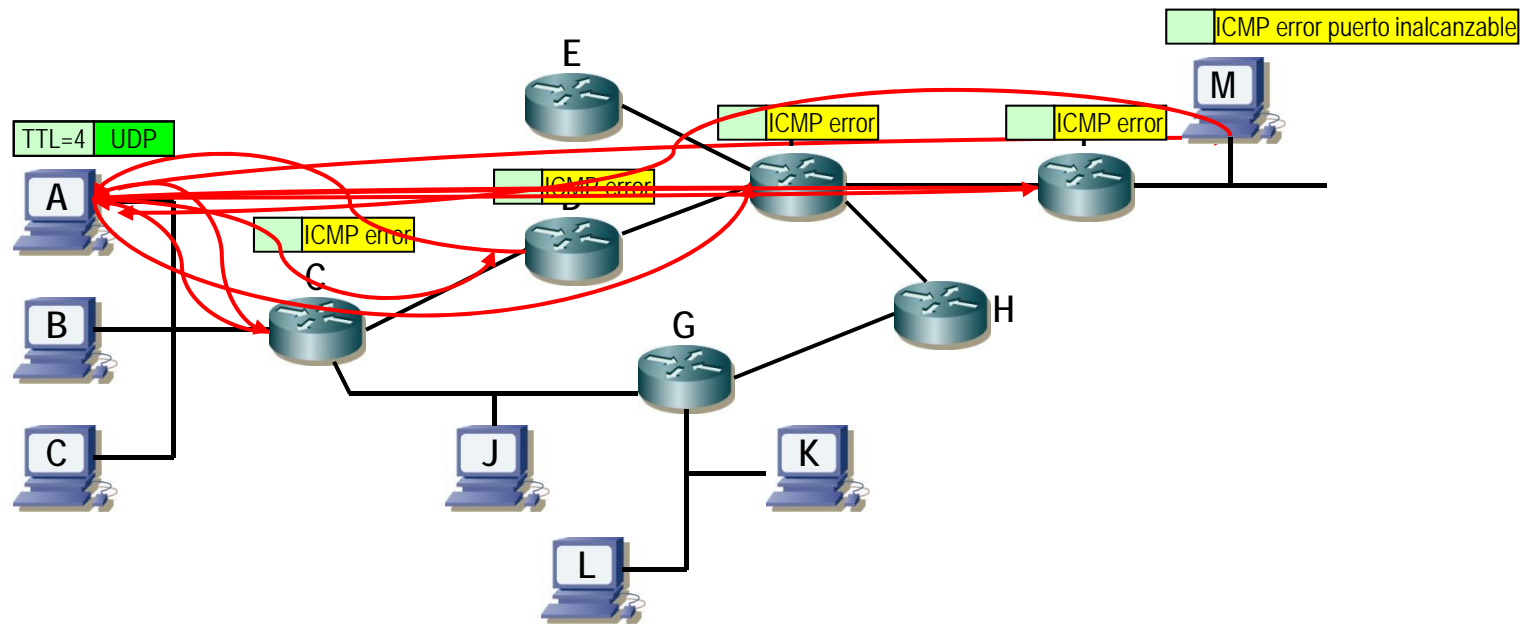 ICMP error puerto inalcanzable
E
M
ICMP error
ICMP error
TTL=4 UDP
A
ICMP error
D
ICMP error
C
B
G
H
C
J
K
L